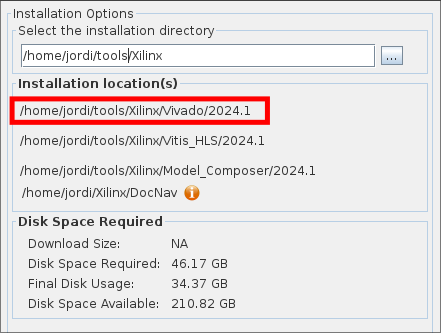 Installation Options
Select the installation directory
/home/jordi/tools/Xilinx
...
Installation location(s)
/home/jordi/tools/Xilinx/Vivado/2024.1
/home/jordi/tools/Xilinx/Vitis_HLS/2024.1
/home/jordi/tools/Xilinx/Model_Composer/2024.1
/home/jordi/Xilinx/DocNav
Disk Space Required
Download Size: NA
Disk Space Required: 46.17 GB
Final Disk Usage: 34.37 GB
Disk Space Available: 210.82 GB